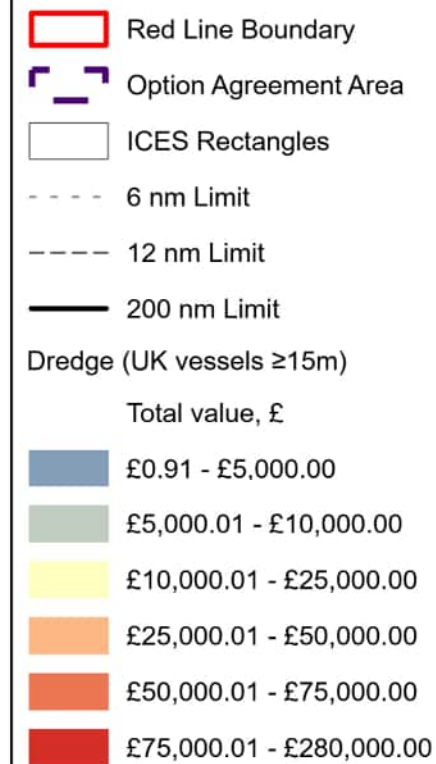 Red Line Boundary
Option Agreement Area
ICES Rectangles
6 nm Limit
12 nm Limit
200 nm Limit
Dredge (UK vessels ≥15m)
Total value, £
£0.91 - £5,000.00
£5,000.01 - £10,000.00
£10,000.01 - £25,000.00
£25,000.01 - £50,000.00
£50,000.01 - £75,000.00
£75,000.01 - £280,000.00